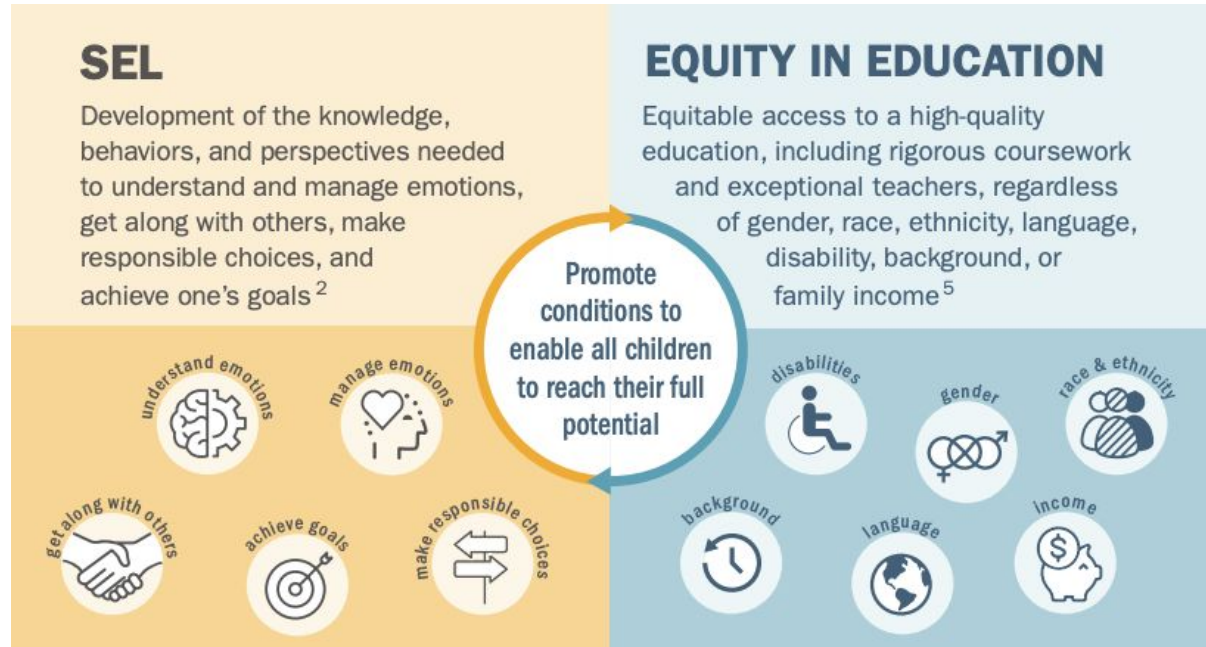 SEL
Development of the knowledge,
behaviors, and perspectives needed
to understand and manage emotions,
get along with others, make
responsible choices, and
achieve one's goals 2
EQUITY IN EDUCATION
Equitable access to a high-quality
education, including rigorous coursework
and exceptional teachers, regardless
of gender, race, ethnicity, language,
disability, background, or
family income 5
Promote
conditions to
enable all children
to reach their full
potential
understand emotions
manage emotions
get along with others
achieve goals
make responsible choices
disabilities
gender
race & ethnicity
background
language
income
$